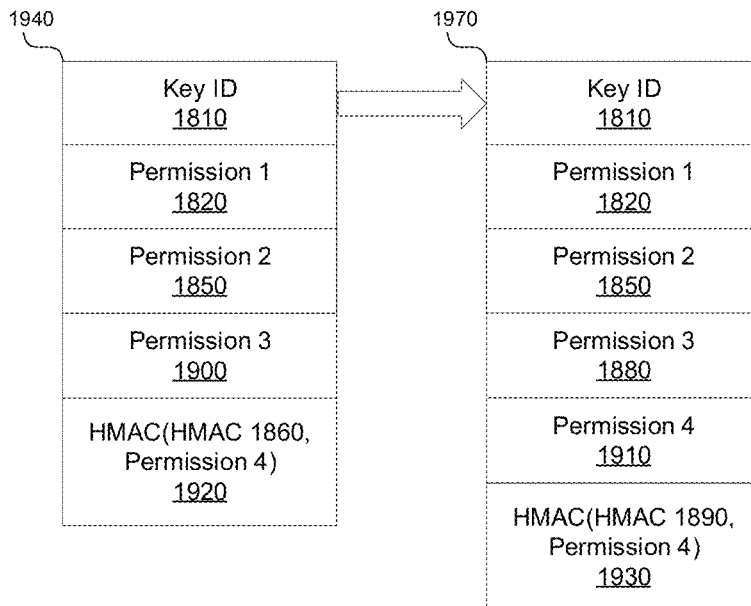 1940
Key ID
1810
Permission 1
1820
Permission 2
1850
Permission 3
1900
HMAC(HMAC 1860,
Permission 4)
1920
1970
Key ID
1810
Permission 1
1820
Permission 2
1850
Permission 3
1880
Permission 4
1910
HMAC(HMAC 1890,
Permission 4)
1930